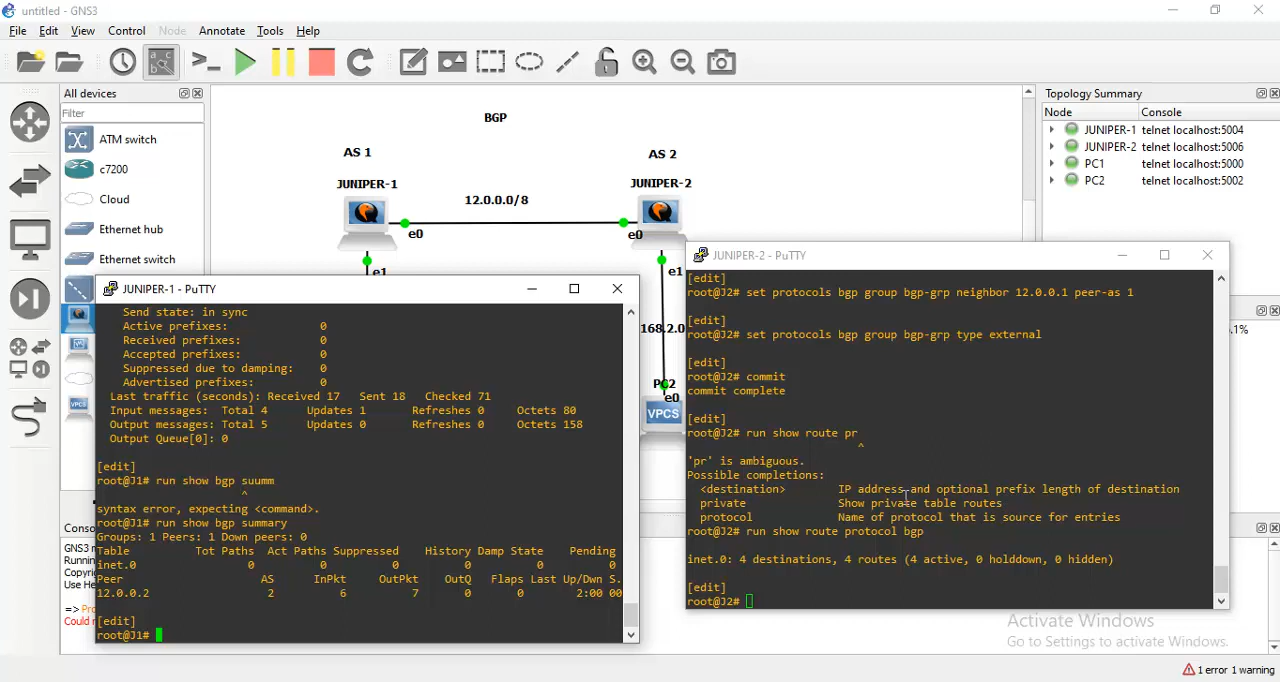 untitled - GNS3
File Edit View Control Node Annotate Tools Help
All devices
Filter
ATM switch
c7200
Cloud
Ethernet hub
Ethernet switch
BGP
AS 1
AS 2
JUNIPER-1
JUNIPER-2
12.0.0.0/8
e0
e0
e1
e1
168.2.0
PC2
e0
VPCS
Topology Summary
Node Console
JUNIPER-1 telnet localhost:5004
JUNIPER-2 telnet localhost:5006
PC1 telnet localhost:5000
PC2 telnet localhost:5002
.1%
JUNIPER-1 - PuTTY
Send state: in sync
Active prefixes: 0
Received prefixes: 0
Accepted prefixes: 0
Suppressed due to damping: 0
Advertised prefixes: 0
Last traffic (seconds): Received 17 Sent 18 Checked 71
Input messages: Total 4 Updates 1 Refreshes 0 Octets 80
Output messages: Total 5 Updates 0 Refreshes 0 Octets 158
Output Queue[0]: 0
[edit]
root@J1# run show bgp suumm
^
syntax error, expecting <command>.
root@J1# run show bgp summary
Groups: 1 Peers: 1 Down peers: 0
Table Tot Paths Act Paths Suppressed History Damp State Pending
inet.0 0 0 0 0 0 0
Peer AS InPkt OutPkt OutQ Flaps Last Up/Dwn S.
12.0.0.2 2 6 7 0 0 2:00 00
[edit]
root@J1#
JUNIPER-2 - PuTTY
[edit]
root@J2# set protocols bgp group bgp-grp neighbor 12.0.0.1 peer-as 1
[edit]
root@J2# set protocols bgp group bgp-grp type external
[edit]
root@J2# commit
commit complete
[edit]
root@J2# run show route pr
^
'pr' is ambiguous.
Possible completions:
<destination> IP address and optional prefix length of destination
private Show private table routes
protocol Name of protocol that is source for entries
root@J2# run show route protocol bgp
inet.0: 4 destinations, 4 routes (4 active, 0 holddown, 0 hidden)
[edit]
root@J2#
Conso
GNS3 m
Runnin
Copyri
Use He
=> Pro
Could n
Activate Windows
Go to Settings to activate Windows.
1 error 1 warning